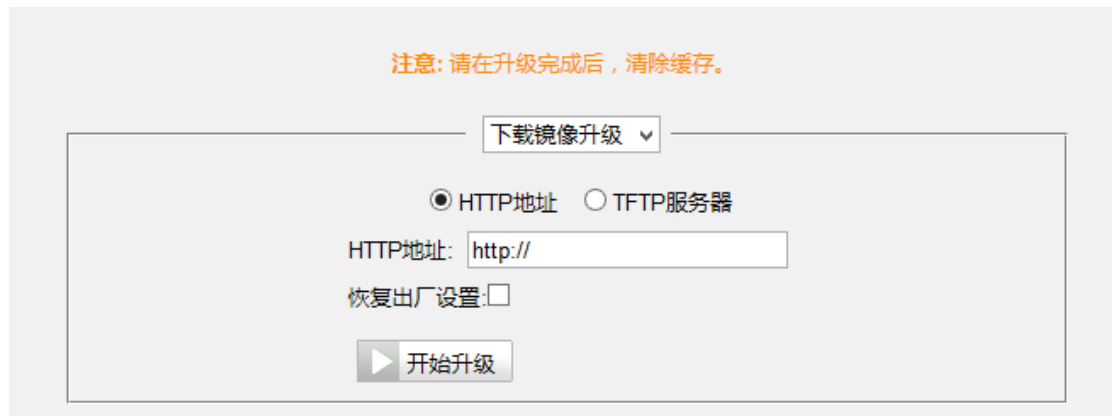 注意: 请在升级完成后，清除缓存。
下载镜像升级
HTTP地址 TFTP服务器
HTTP地址: http://
恢复出厂设置:
开始升级